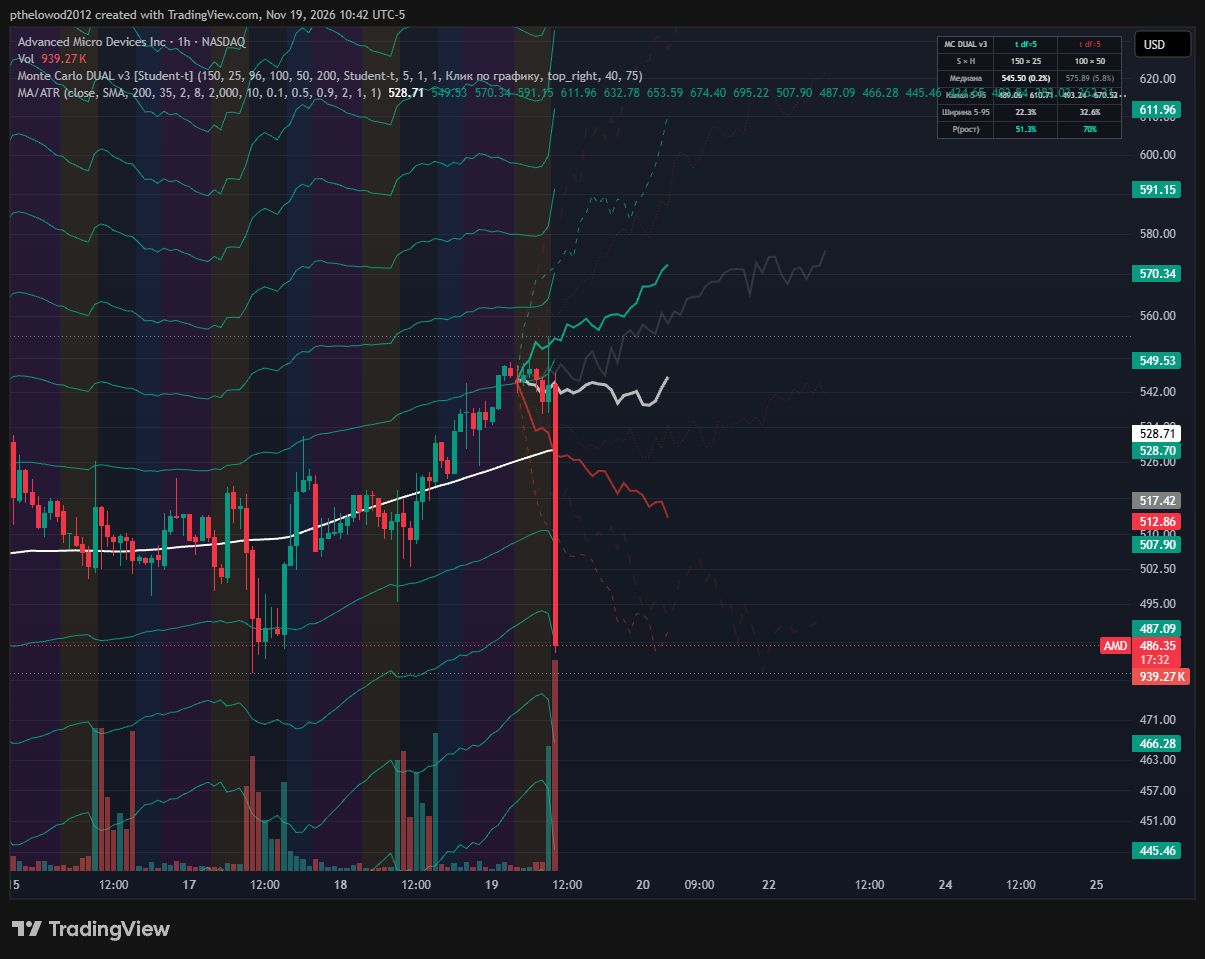 pthelowod2012 created with TradingView.com, Nov 19, 2026 10:42 UTC-5
Advanced Micro Devices Inc · 1h · NASDAQ
Vol 939.27 K
Monte Carlo DUAL v3 [Student-t] (150, 25, 96, 100, 50, 200, Student-t, 5, 1, 1, Клик по графику, top_right, 40, 75)
MA/ATR (close, SMA, 200, 35, 2, 8, 2,000, 10, 0.1, 0.5, 0.9, 2, 1, 1) 528.71 549.53 570.34 591.15 611.96 632.78 653.59 674.40 695.22 507.90 487.09 466.28 445.46
MC DUAL v3 t df=5 t df=5
S × H 150 × 25 100 × 50
Медиана 545.50 (0.2%) 575.89 (5.8%)
Ширина 5-95 22.3% 32.6%
P(рост) 51.3% 70%
USD
620.00
611.96
600.00
591.15
580.00
570.34
560.00
549.53
542.00
528.71
528.70
526.00
517.42
512.86
510.00
507.90
502.50
495.00
487.09
AMD 486.35
17:32
939.27 K
471.00
466.28
463.00
457.00
451.00
445.46
15 12:00 17 12:00 18 12:00 19 12:00 20 09:00 22 12:00 24 12:00 25
TradingView